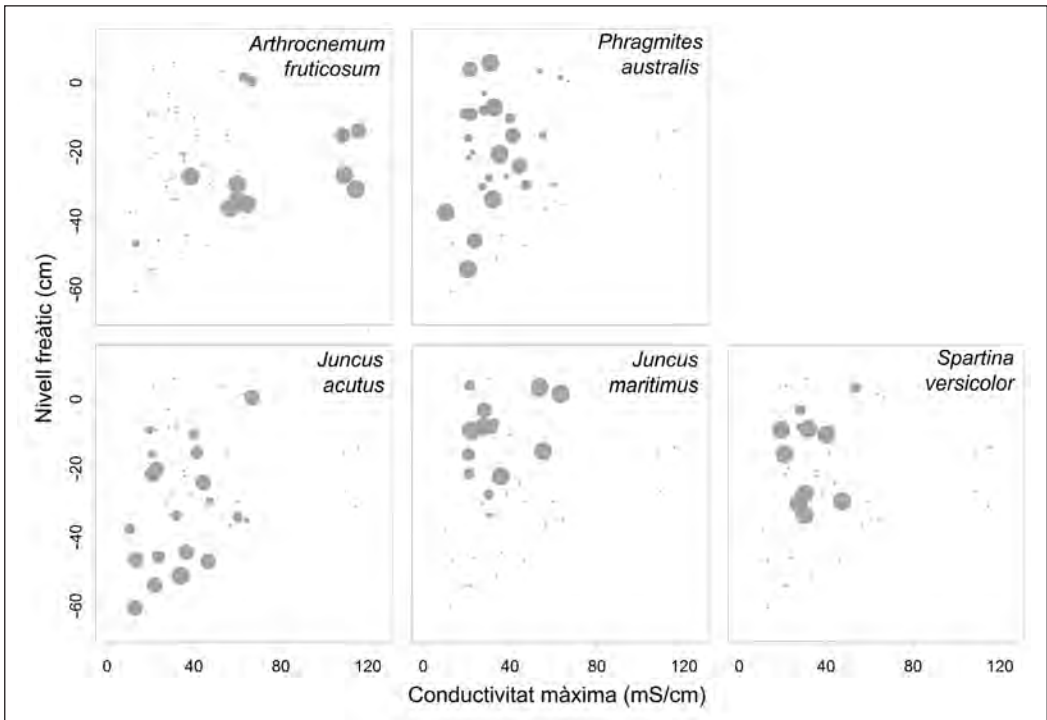 Arthrocnemum
fruticosum
Phragmites
australis
0
-20
-40
-60
Nivell freàtic (cm)
Juncus
acutus
Juncus
maritimus
Spartina
versicolor
0
-20
-40
-60
0 40 80 120 0 40 80 120 0 40 80 120
Conductivitat màxima (mS/cm)